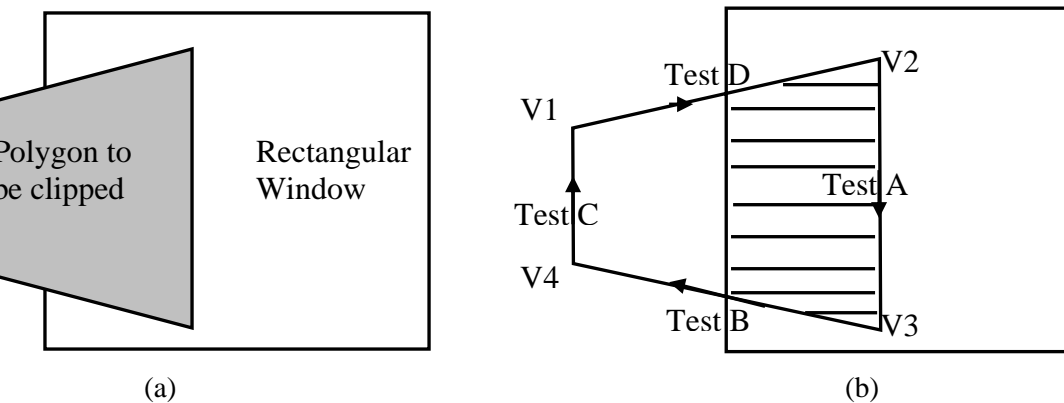 Polygon to
be clipped
Rectangular
Window
(a)
Test D
V2
V1
Test A
Test C
V4
Test B
V3
(b)